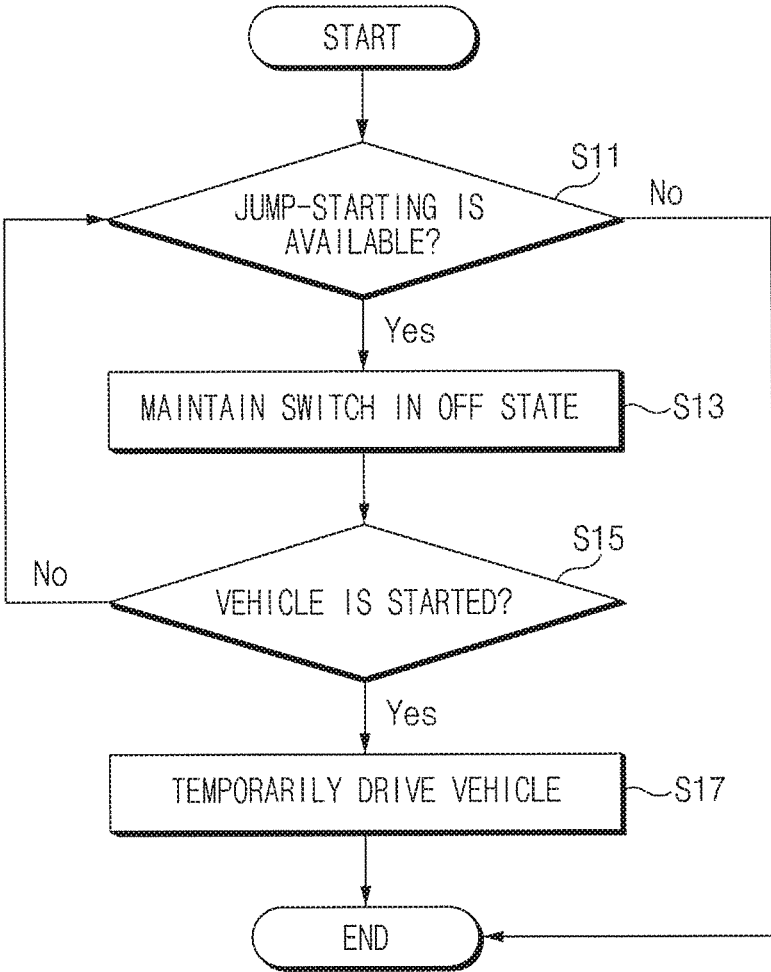 START
S11
No
JUMP-STARTING IS
AVAILABLE?
Yes
MAINTAIN SWITCH IN OFF STATE
S13
S15
No
VEHICLE IS STARTED?
Yes
TEMPORARILY DRIVE VEHICLE
S17
END